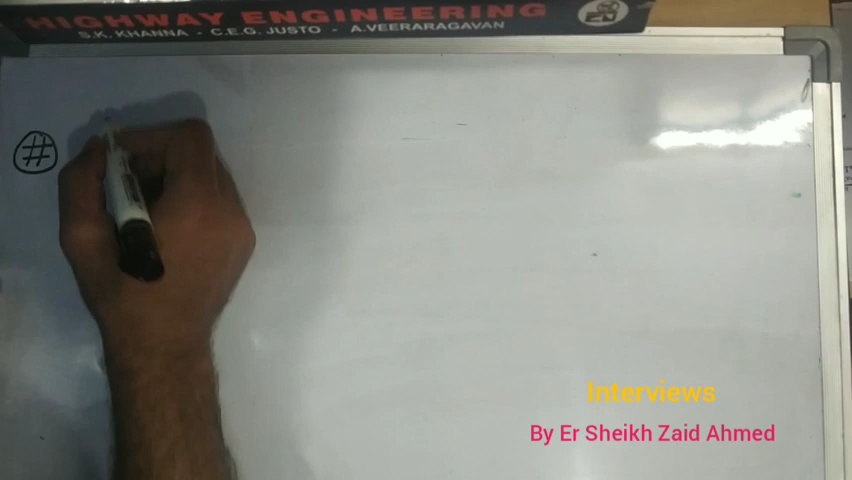 HIGHWAY ENGINEERING
S.K. KHANNA - C.E.G. JUSTO - A.VEERARAGAVAN
#
Interviews
By Er Sheikh Zaid Ahmed